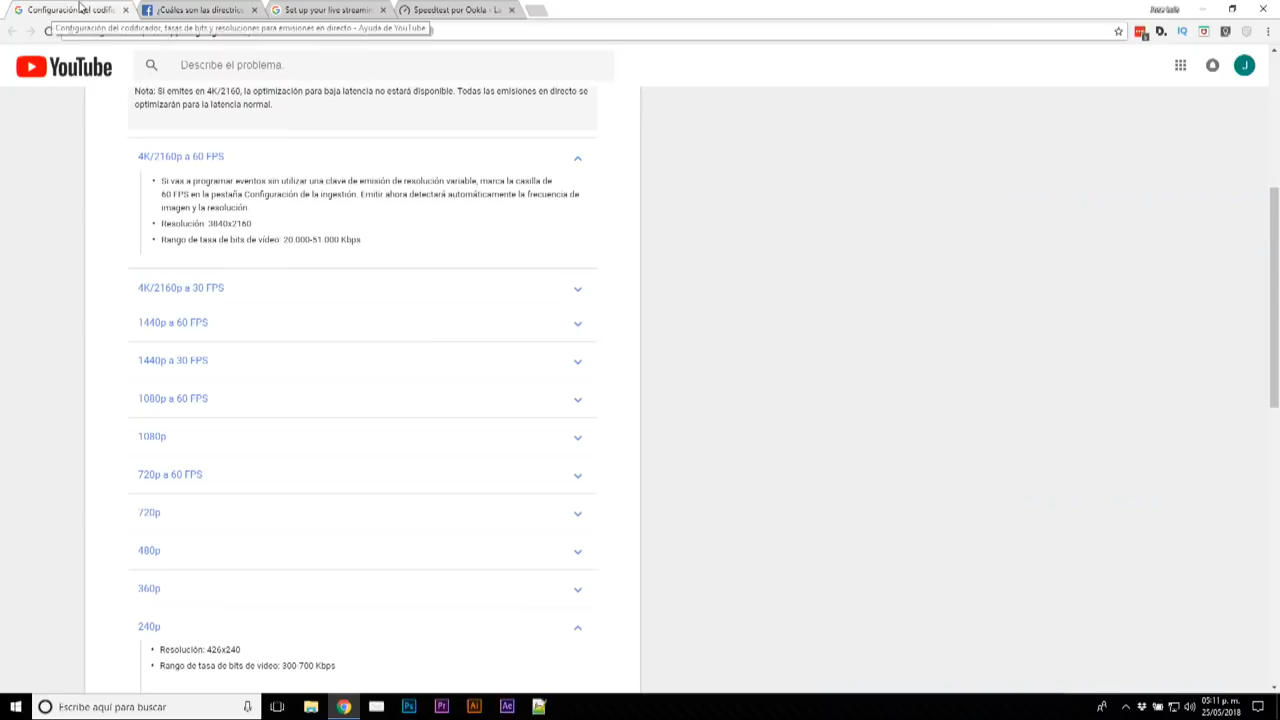 Configuración del codific
¿Cuáles son las directrice
Set up your live streamin
Speedtest por Ookla - La
Configuración del codificador, tasas de bits y resoluciones para emisiones en directo - Ayuda de YouTube
YouTube
Describe el problema.
J
Nota: Si emites en 4K/2160, la optimización para baja latencia no estará disponible. Todas las emisiones en directo se
optimizarán para la latencia normal.
4K/2160p a 60 FPS
• Si vas a programar eventos sin utilizar una clave de emisión de resolución variable, marca la casilla de
60 FPS en la pestaña Configuración de la ingestión. Emitir ahora detectará automáticamente la frecuencia de
imagen y la resolución.
• Resolución: 3840x2160
• Rango de tasa de bits de vídeo: 20.000-51.000 Kbps
4K/2160p a 30 FPS
1440p a 60 FPS
1440p a 30 FPS
1080p a 60 FPS
1080p
720p a 60 FPS
720p
480p
360p
240p
• Resolución: 426x240
• Rango de tasa de bits de vídeo: 300-700 Kbps
Escribe aquí para buscar
Ps
Pr
Ai
Ae
05:11 p. m.
25/05/2018